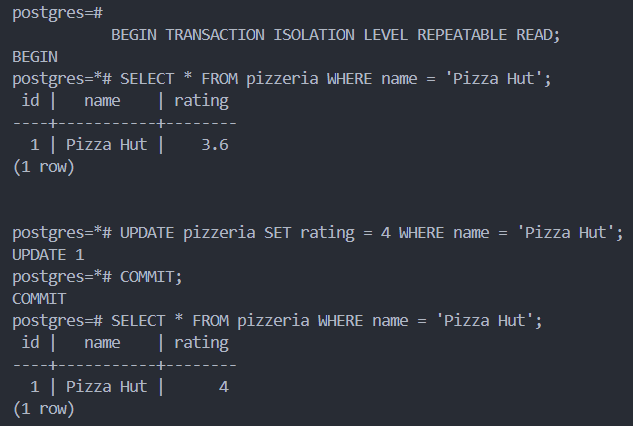 postgres=#
          BEGIN TRANSACTION ISOLATION LEVEL REPEATABLE READ;
BEGIN
postgres=*# SELECT * FROM pizzeria WHERE name = 'Pizza Hut';
 id |   name    | rating
----+-----------+--------
  1 | Pizza Hut |    3.6
(1 row)

postgres=*# UPDATE pizzeria SET rating = 4 WHERE name = 'Pizza Hut';
UPDATE 1
postgres=*# COMMIT;
COMMIT
postgres=# SELECT * FROM pizzeria WHERE name = 'Pizza Hut';
 id |   name    | rating
----+-----------+--------
  1 | Pizza Hut |      4
(1 row)